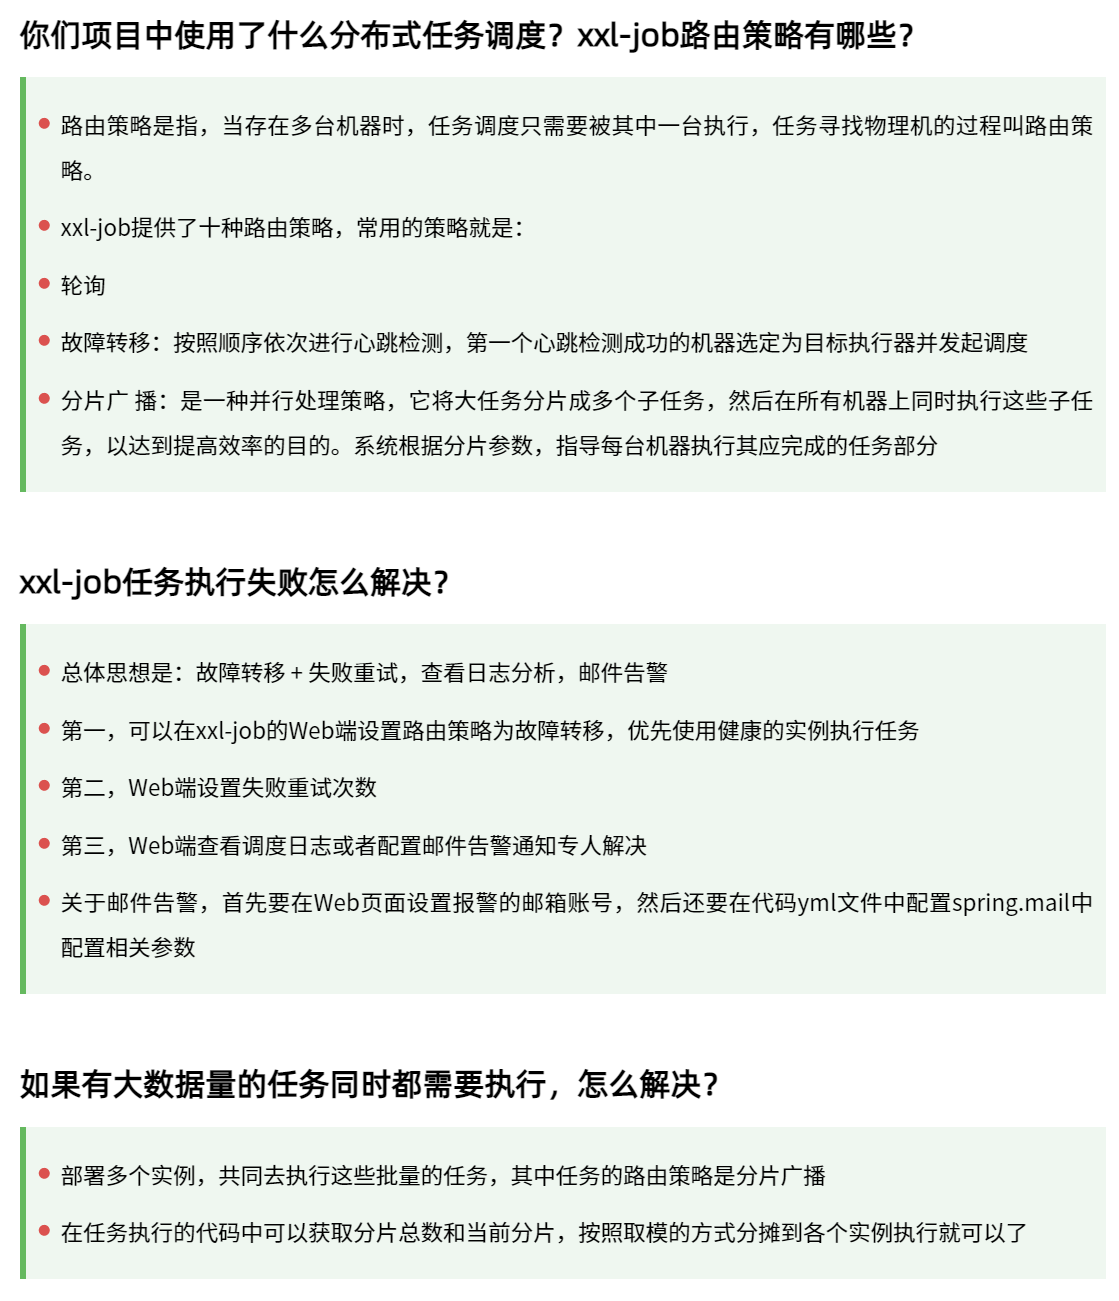 你们项目中使用了什么分布式任务调度？xxl-job路由策略有哪些？
路由策略是指，当存在多台机器时，任务调度只需要被其中一台执行，任务寻找物理机的过程叫路由策
略。
xxl-job提供了十种路由策略，常用的策略就是：
轮询
故障转移：按照顺序依次进行心跳检测，第一个心跳检测成功的机器选定为目标执行器并发起调度
分片广 播：是一种并行处理策略，它将大任务分片成多个子任务，然后在所有机器上同时执行这些子任
务，以达到提高效率的目的。系统根据分片参数，指导每台机器执行其应完成的任务部分
xxl-job任务执行失败怎么解决？
总体思想是：故障转移 + 失败重试，查看日志分析，邮件告警
第一，可以在xxl-job的Web端设置路由策略为故障转移，优先使用健康的实例执行任务
第二，Web端设置失败重试次数
第三，Web端查看调度日志或者配置邮件告警通知专人解决
关于邮件告警，首先要在Web页面设置报警的邮箱账号，然后还要在代码yml文件中配置spring.mail中
配置相关参数
如果有大数据量的任务同时都需要执行，怎么解决？
部署多个实例，共同去执行这些批量的任务，其中任务的路由策略是分片广播
在任务执行的代码中可以获取分片总数和当前分片，按照取模的方式分摊到各个实例执行就可以了